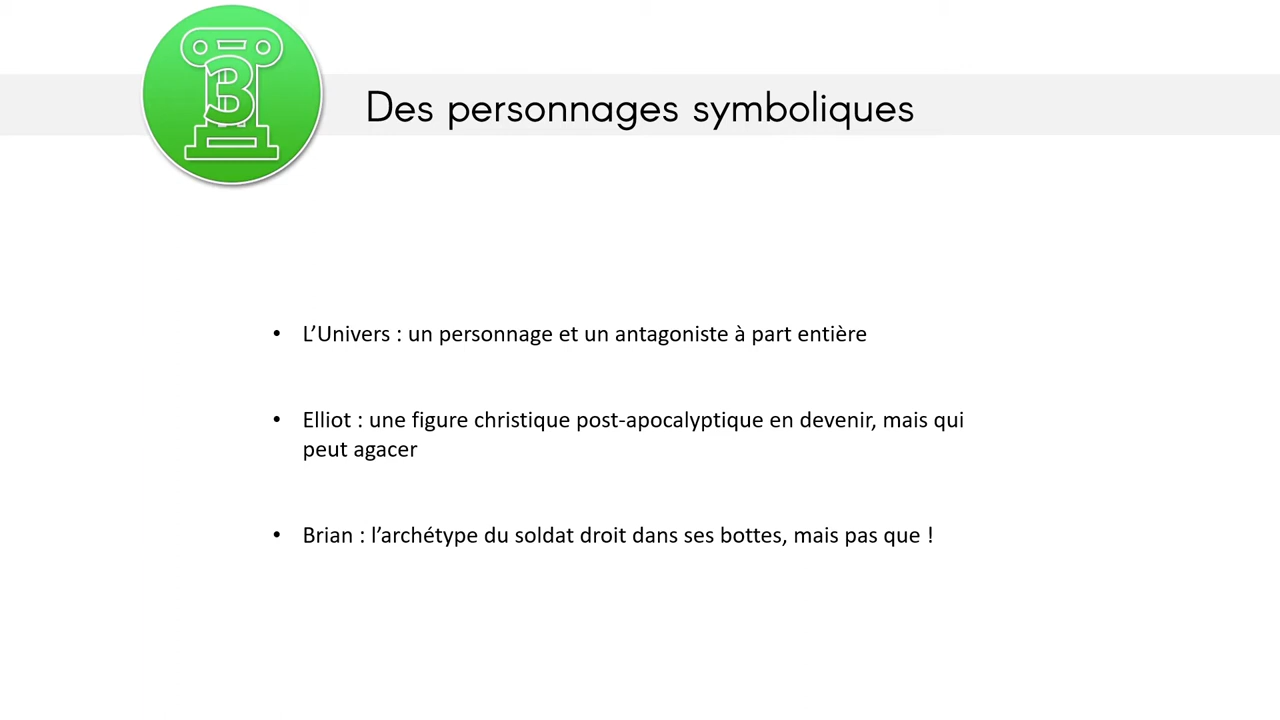 3
Des personnages symboliques
• L’Univers : un personnage et un antagoniste à part entière
• Elliot : une figure christique post-apocalyptique en devenir, mais qui
peut agacer
• Brian : l’archétype du soldat droit dans ses bottes, mais pas que !